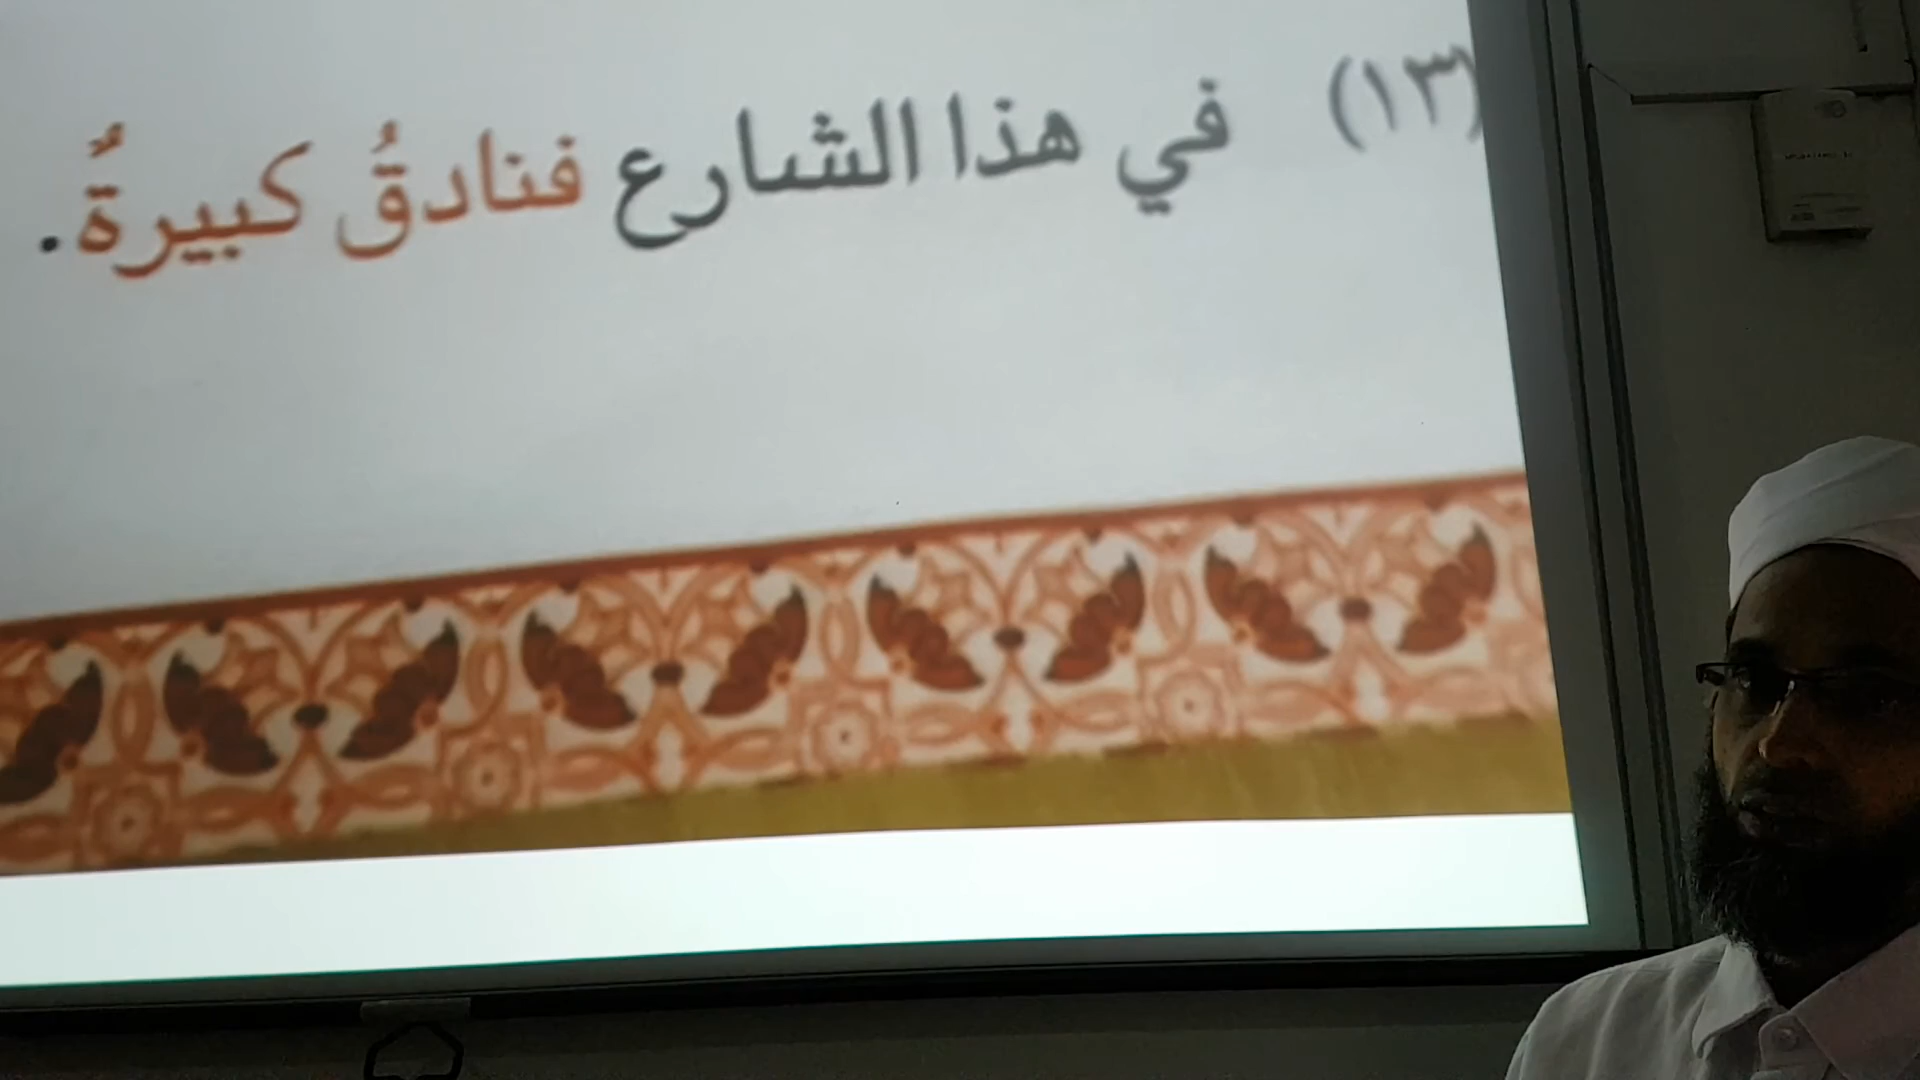 (١٣) في هذا الشارع فنادقُ كبيرةٌ.